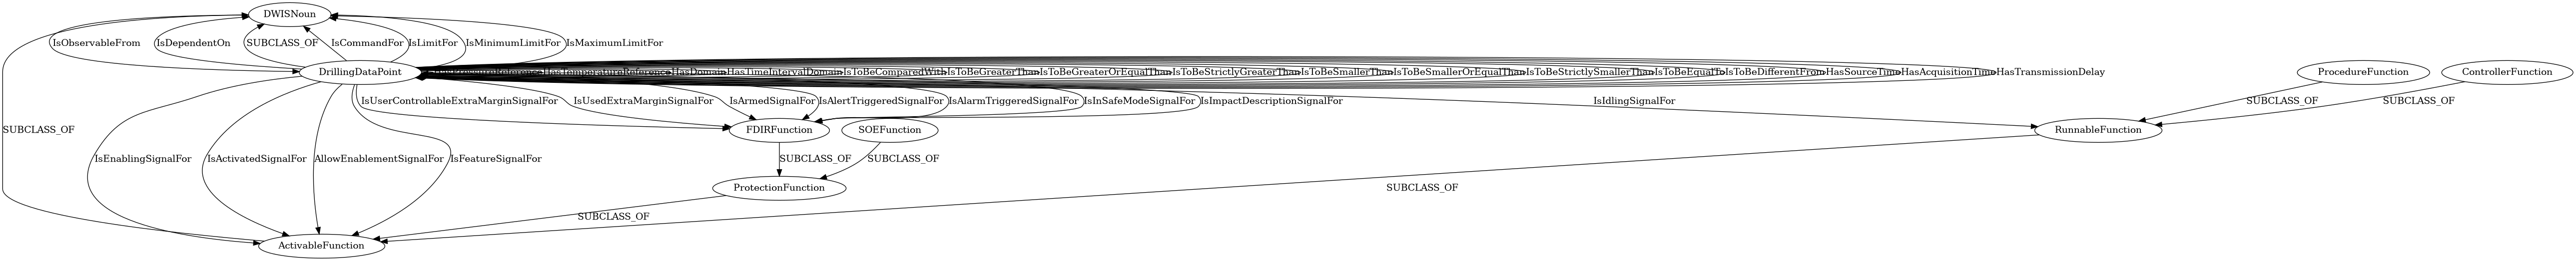 DWISNoun
IsObservableFrom
IsDependentOn
SUBCLASS_OF
IsCommandFor
IsLimitFor
IsMinimumLimitFor
IsMaximumLimitFor
DrillingDataPoint
HasTemperatureReference
HasDomain
HasTimeIntervalDomain
IsToBeComparedWith
IsToBeGreaterThan
IsToBeGreaterOrEqualThan
IsToBeStrictlyGreaterThan
IsToBeSmallerThan
IsToBeSmallerOrEqualThan
IsToBeStrictlySmallerThan
IsToBeEqualTo
IsToBeDifferentFrom
HasSourceTime
HasAcquisitionTime
HasTransmissionDelay
ProcedureFunction
ControllerFunction
IsUserControllableExtraMarginSignalFor
IsUsedExtraMarginSignalFor
IsArmedSignalFor
IsAlertTriggeredSignalFor
IsAlarmTriggeredSignalFor
IsInSafeModeSignalFor
IsImpactDescriptionSignalFor
IsIdlingSignalFor
SUBCLASS_OF
SUBCLASS_OF
SUBCLASS_OF
FDIRFunction
SOEFunction
RunnableFunction
IsEnablingSignalFor
IsActivatedSignalFor
AllowEnablementSignalFor
IsFeatureSignalFor
SUBCLASS_OF
SUBCLASS_OF
ProtectionFunction
SUBCLASS_OF
SUBCLASS_OF
ActivableFunction